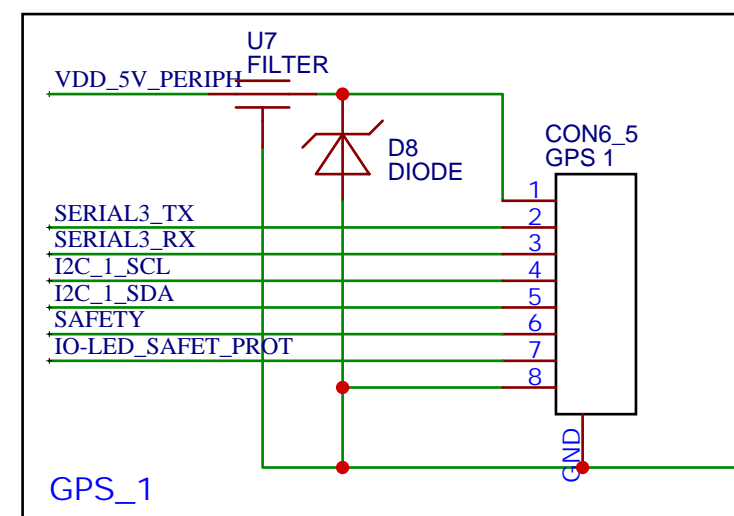 U7
FILTER
VDD_5V_PERIPH
D8
DIODE
CON6_5
GPS 1
1
SERIAL3_TX
2
SERIAL3_RX
3
I2C_1_SCL
4
I2C_1_SDA
5
SAFETY
6
IO-LED_SAFET_PROT
7
8
GND
GPS_1